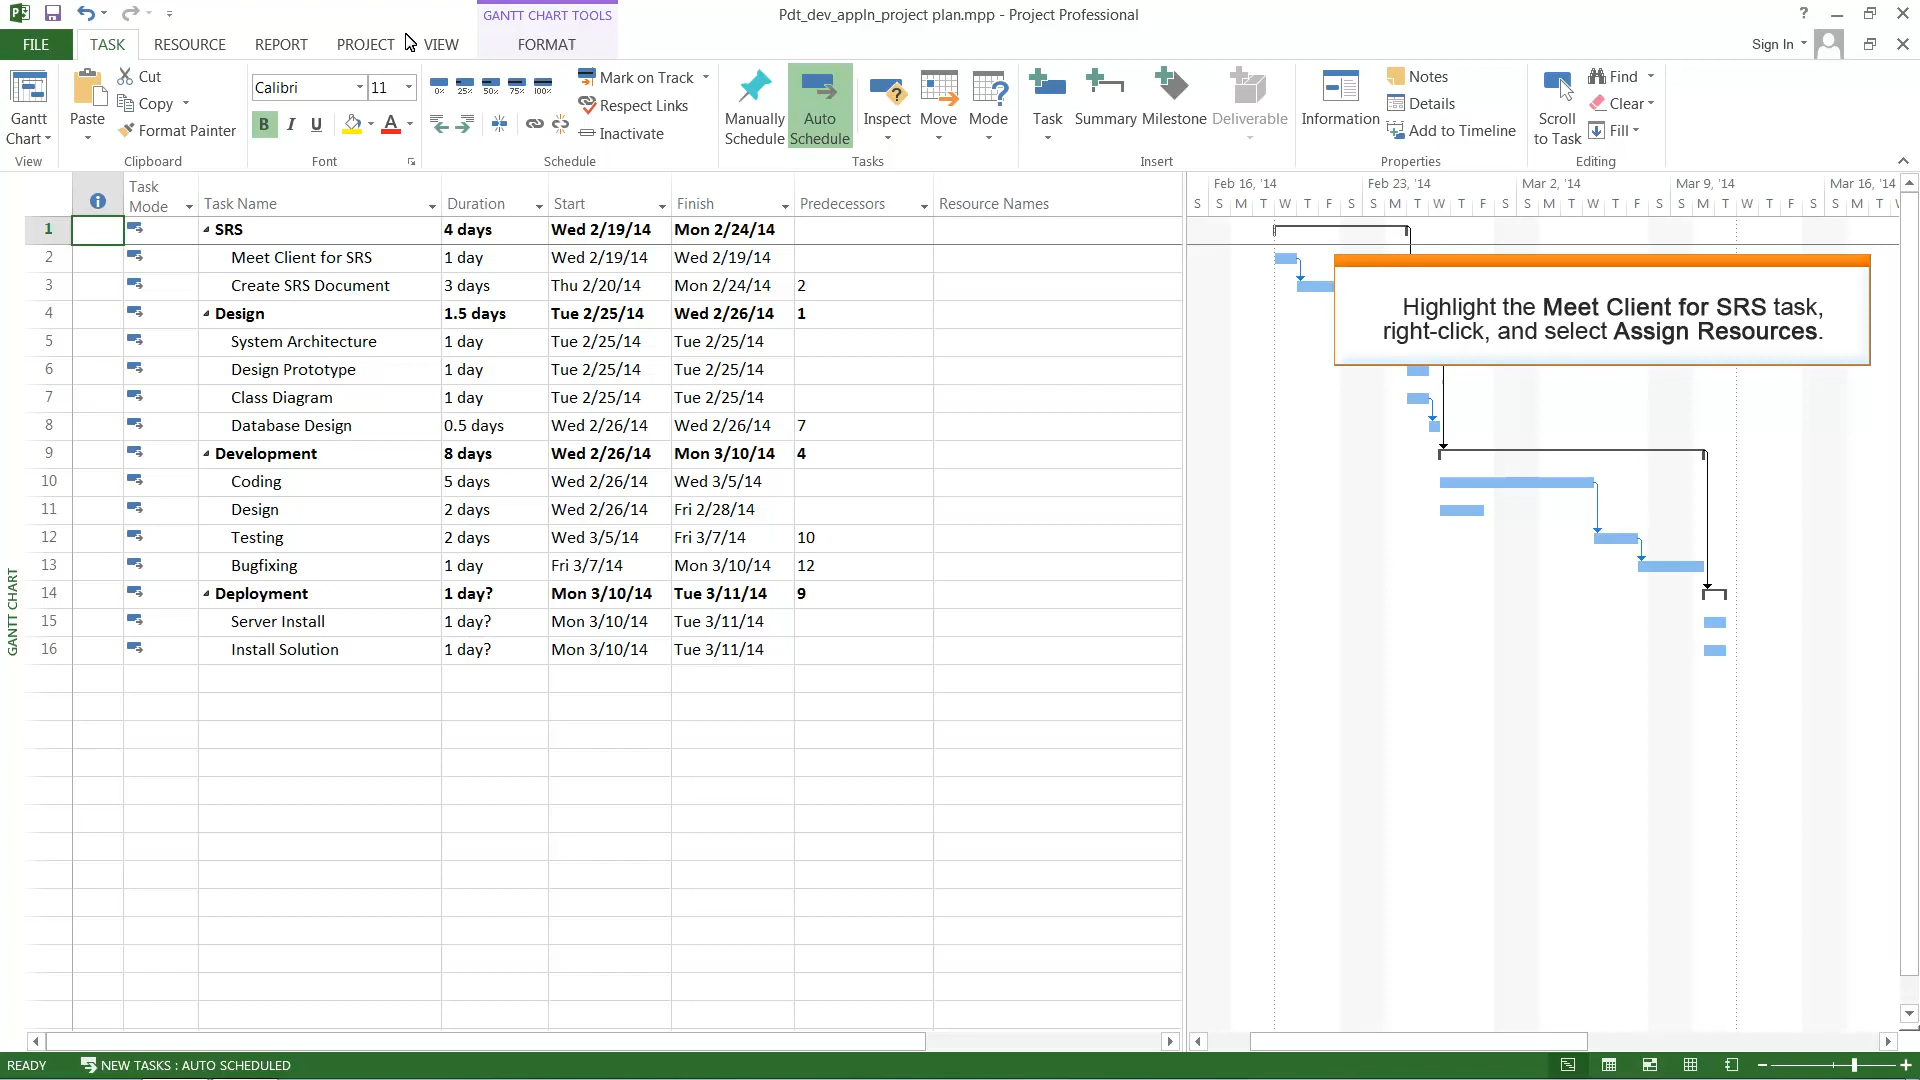 GANTT CHART TOOLS
Pdt_dev_appln_project plan.mpp - Project Professional
?
FILE TASK RESOURCE REPORT PROJECT VIEW FORMAT
Sign In
Gantt Chart
View
Paste
Cut
Copy
Format Painter
Clipboard
Calibri 11
B I U A
Font
0% 25% 50% 75% 100%
Mark on Track
Respect Links
Inactivate
Schedule
Manually Schedule
Auto Schedule
Inspect
Move
Mode
Tasks
Task
Summary
Milestone
Deliverable
Insert
Information
Notes
Details
Add to Timeline
Properties
Scroll to Task
Find
Clear
Fill
Editing
Task Mode Task Name Duration Start Finish Predecessors Resource Names
1 SRS 4 days Wed 2/19/14 Mon 2/24/14
2 Meet Client for SRS 1 day Wed 2/19/14 Wed 2/19/14
3 Create SRS Document 3 days Thu 2/20/14 Mon 2/24/14 2
4 Design 1.5 days Tue 2/25/14 Wed 2/26/14 1
5 System Architecture 1 day Tue 2/25/14 Tue 2/25/14
6 Design Prototype 1 day Tue 2/25/14 Tue 2/25/14
7 Class Diagram 1 day Tue 2/25/14 Tue 2/25/14
8 Database Design 0.5 days Wed 2/26/14 Wed 2/26/14 7
9 Development 8 days Wed 2/26/14 Mon 3/10/14 4
10 Coding 5 days Wed 2/26/14 Wed 3/5/14
11 Design 2 days Wed 2/26/14 Fri 2/28/14
12 Testing 2 days Wed 3/5/14 Fri 3/7/14 10
13 Bugfixing 1 day Fri 3/7/14 Mon 3/10/14 12
14 Deployment 1 day? Mon 3/10/14 Tue 3/11/14 9
15 Server Install 1 day? Mon 3/10/14 Tue 3/11/14
16 Install Solution 1 day? Mon 3/10/14 Tue 3/11/14
Feb 16, '14 Feb 23, '14 Mar 2, '14 Mar 9, '14 Mar 16, '14
S S M T W T F S S M T W T F S S M T W T F S S M T W T F S S M T
Highlight the Meet Client for SRS task,
right-click, and select Assign Resources.
GANTT CHART
READY NEW TASKS : AUTO SCHEDULED